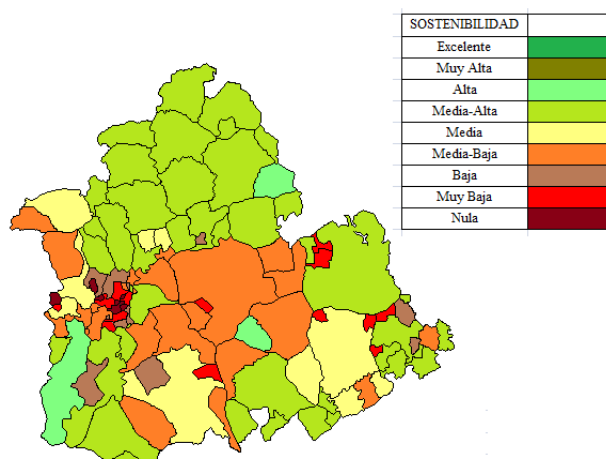 SOSTENIBILIDAD
Excelente
Muy Alta
Alta
Media-Alta
Media
Media-Baja
Baja
Muy Baja
Nula